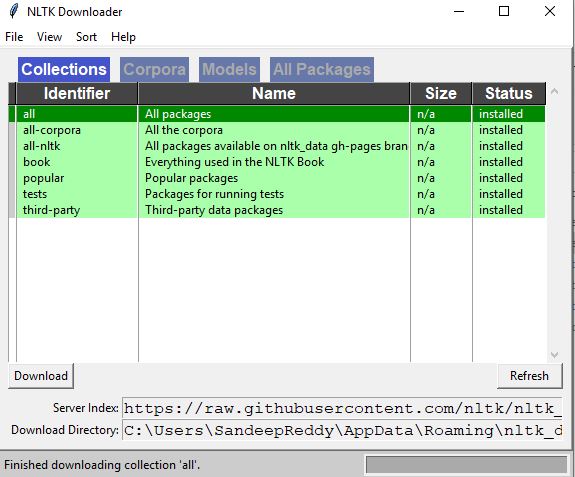 NLTK Downloader
File View Sort Help
Collections Corpora Models All Packages
Identifier Name Size Status
all All packages n/a installed
all-corpora All the corpora n/a installed
all-nltk All packages available on nltk_data gh-pages bran n/a installed
book Everything used in the NLTK Book n/a installed
popular Popular packages n/a installed
tests Packages for running tests n/a installed
third-party Third-party data packages n/a installed
Download Refresh
Server Index: https://raw.githubusercontent.com/nltk/nltk_
Download Directory: C:\Users\SandeepReddy\AppData\Roaming\nltk_d
Finished downloading collection 'all'.